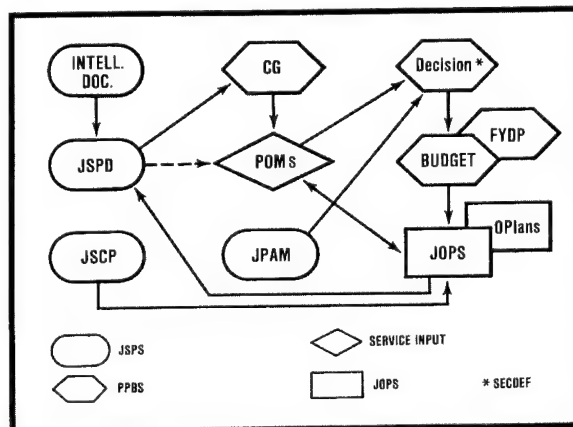 INTELL.
DOC.
CG
Decision *
FYDP
JSPD
POMs
BUDGET
OPlans
JSCP
JPAM
JOPS
JSPS
SERVICE INPUT
PPBS
JOPS
* SECDEF